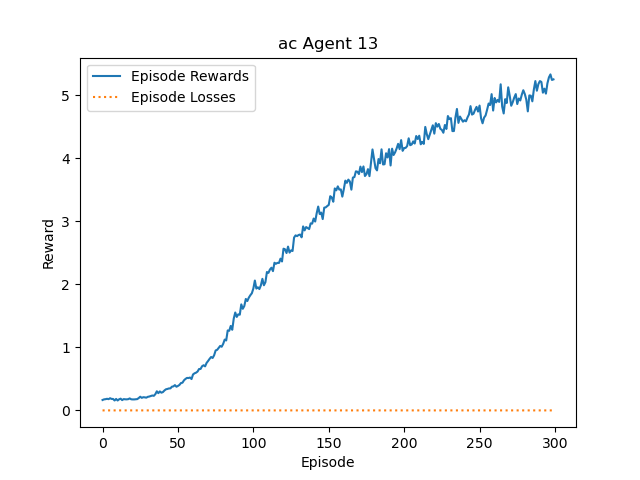 ac Agent 13
Episode Rewards
Episode Losses
5
4
3
2
1
0
Reward
0 50 100 150 200 250 300
Episode